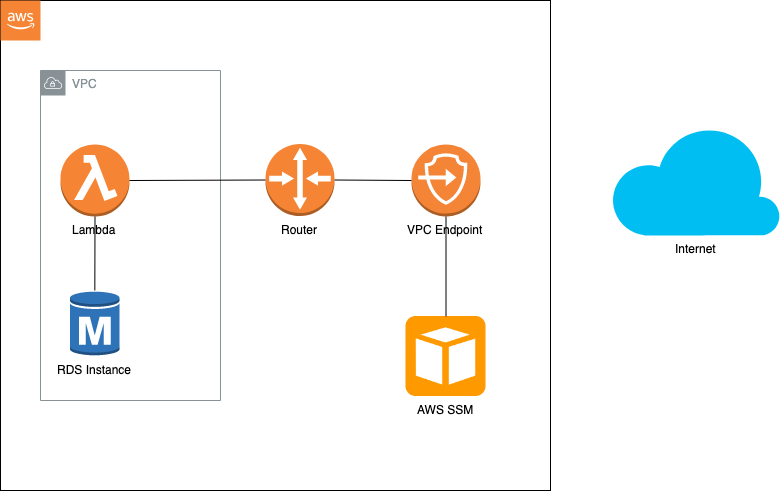 aws
VPC
Lambda
Router
VPC Endpoint
Internet
M
RDS Instance
AWS SSM